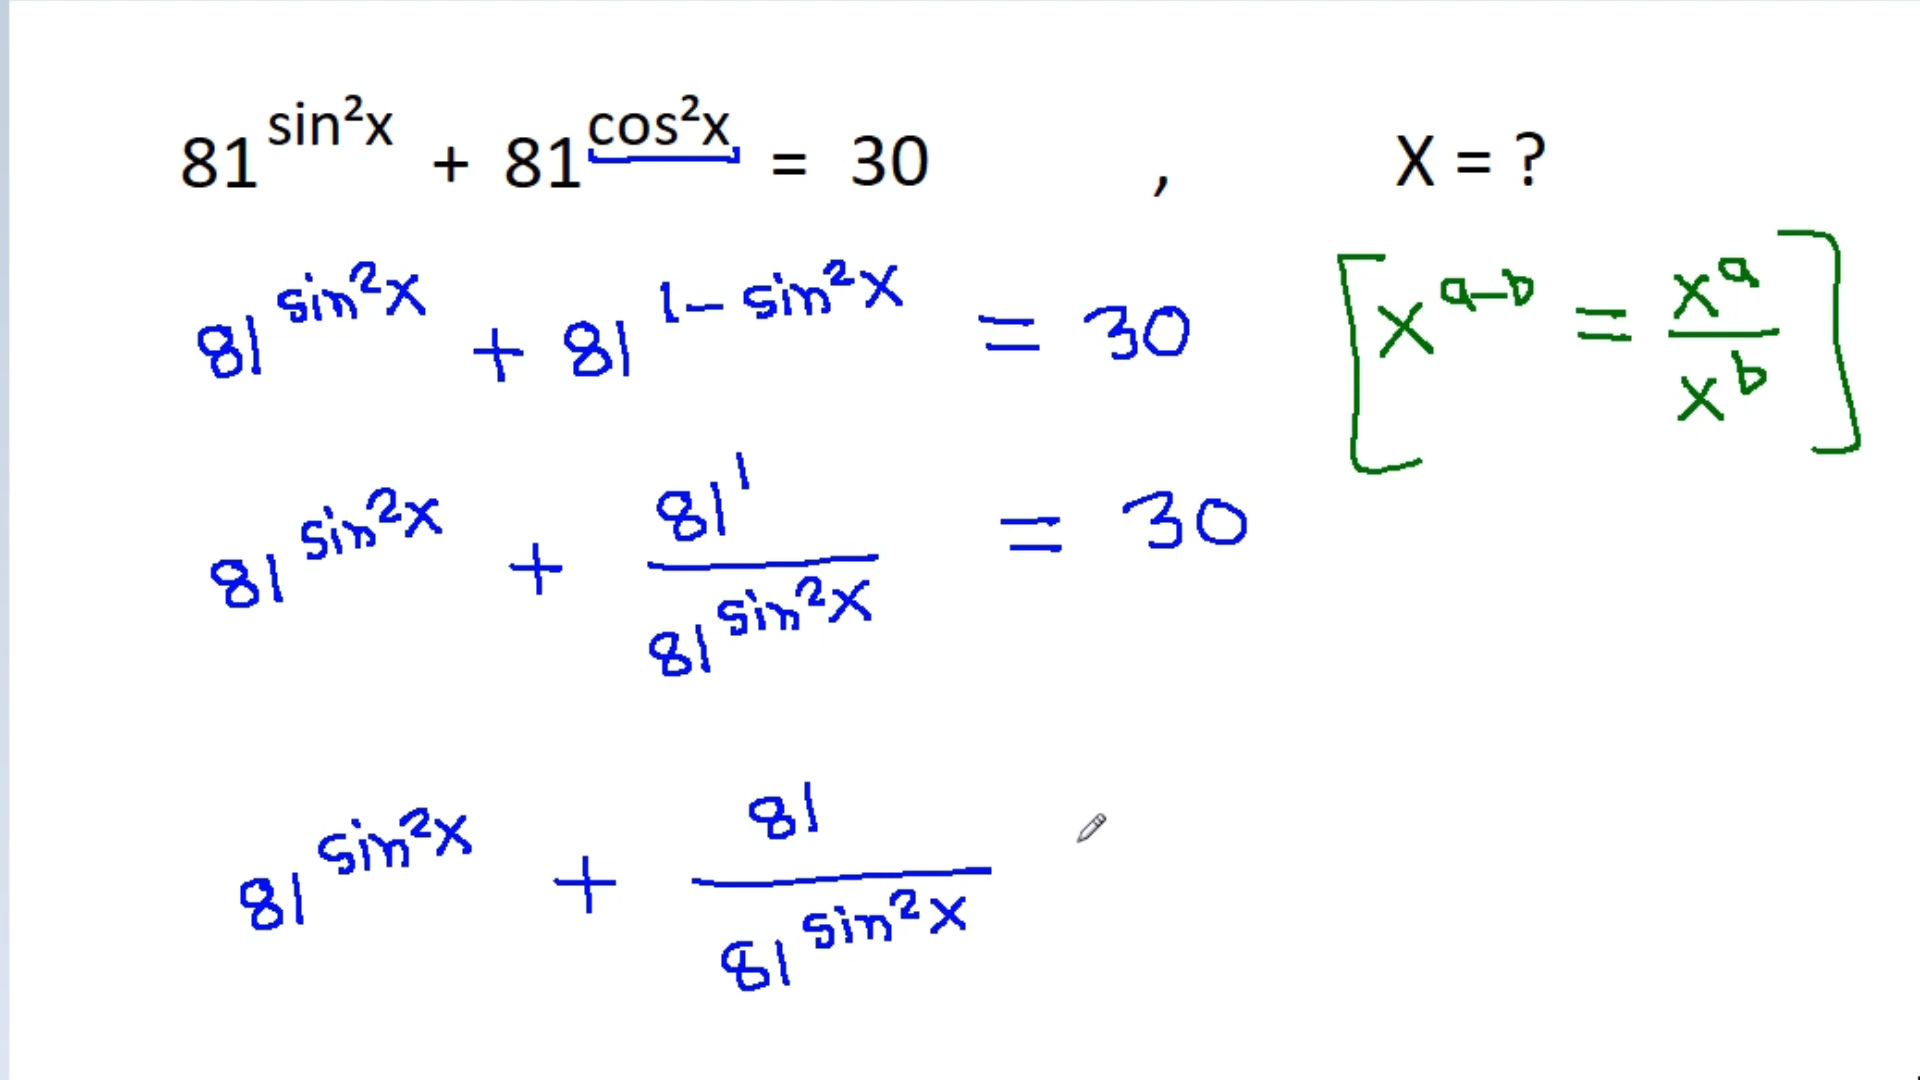 81^sin²x + 81^cos²x = 30 , X = ?
81^sin²x + 81^1-sin²x = 30 [x^a-b = x^a / x^b]
81^sin²x + 81^1 / 81^sin²x = 30
81^sin²x + 81 / 81^sin²x